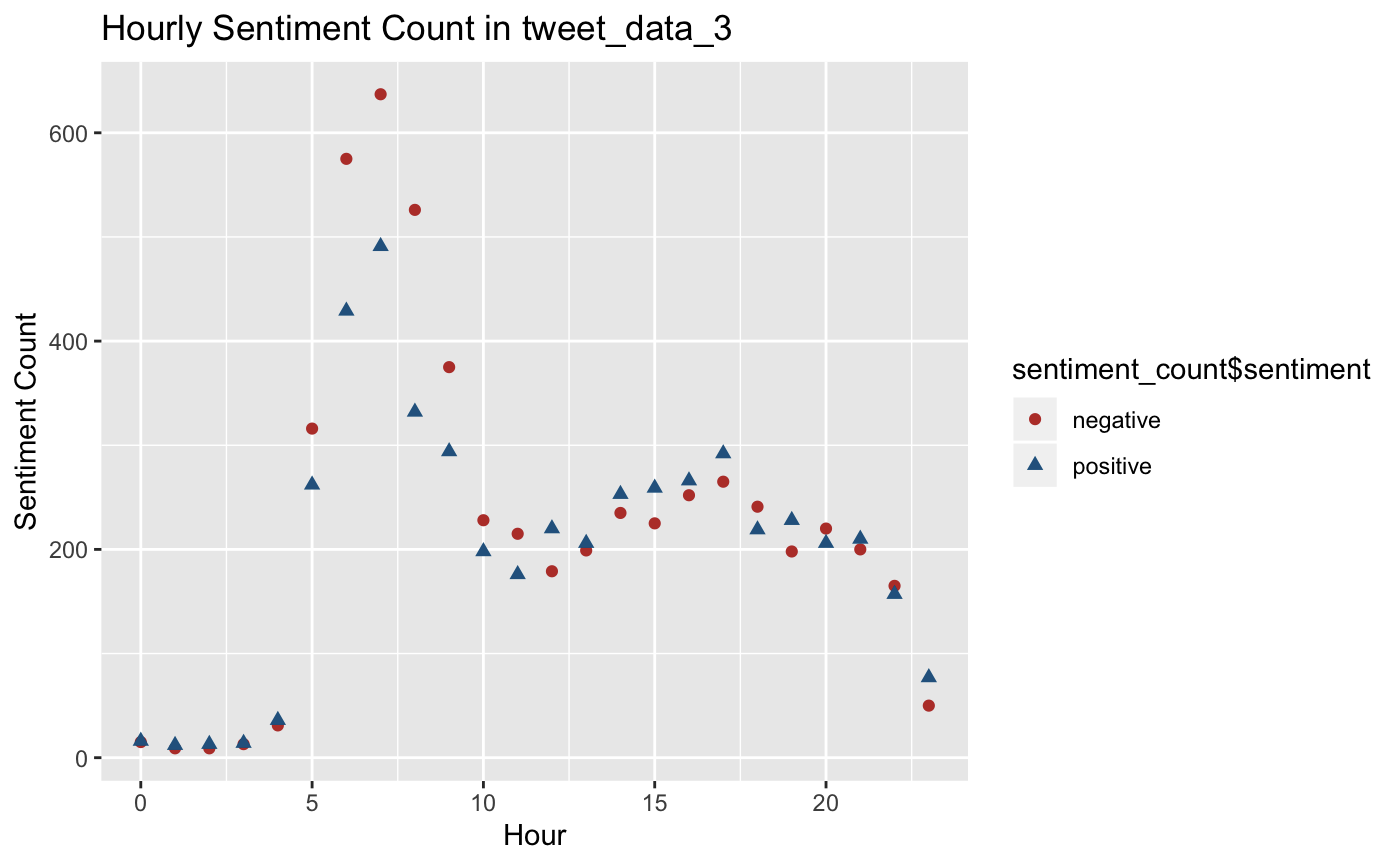 Hourly Sentiment Count in tweet_data_3
Sentiment Count
600
400
200
0
0 5 10 15 20
Hour
sentiment_count$sentiment
negative
positive